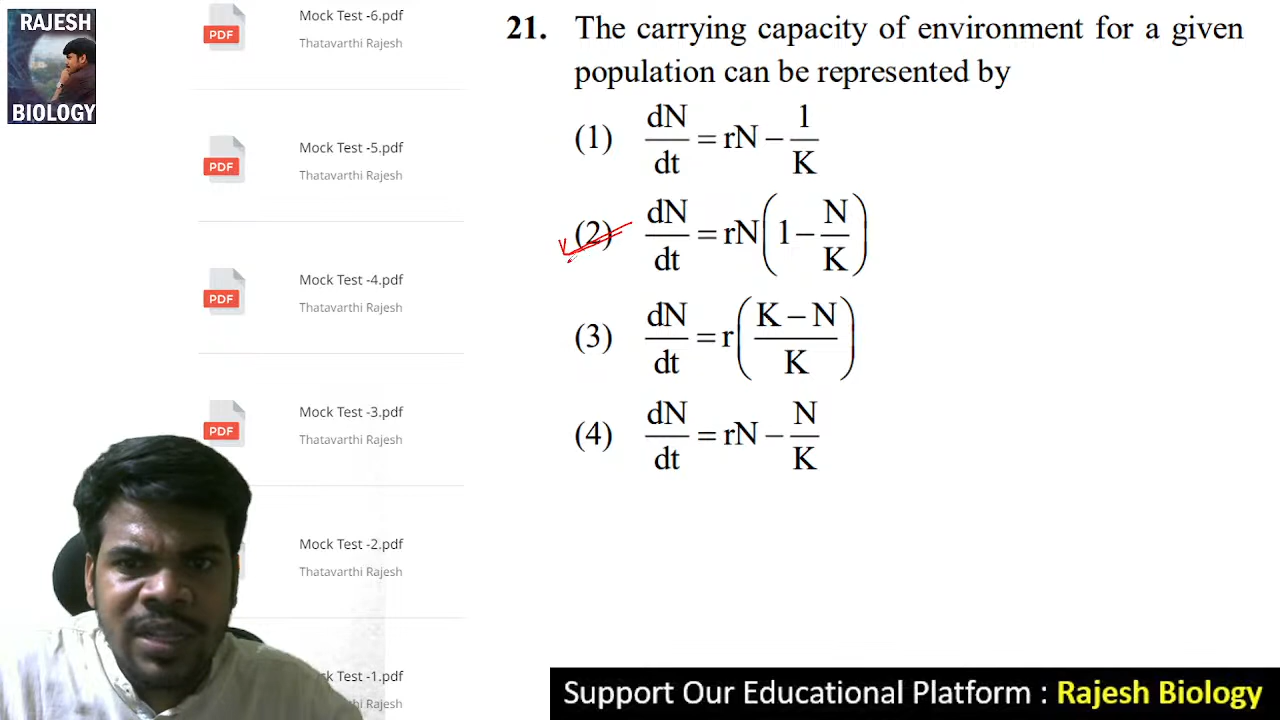 RAJESH
BIOLOGY
Mock Test -6.pdf
PDF
Thatavarthi Rajesh
Mock Test -5.pdf
PDF
Thatavarthi Rajesh
Mock Test -4.pdf
PDF
Thatavarthi Rajesh
Mock Test -3.pdf
PDF
Thatavarthi Rajesh
Mock Test -2.pdf
Thatavarthi Rajesh
Test -1.pdf
Rajesh
21. The carrying capacity of environment for a given
population can be represented by
(1) dN/dt = rN − 1/K
(2) dN/dt = rN(1 − N/K)
(3) dN/dt = r((K − N)/K)
(4) dN/dt = rN − N/K
Support Our Educational Platform : Rajesh Biology